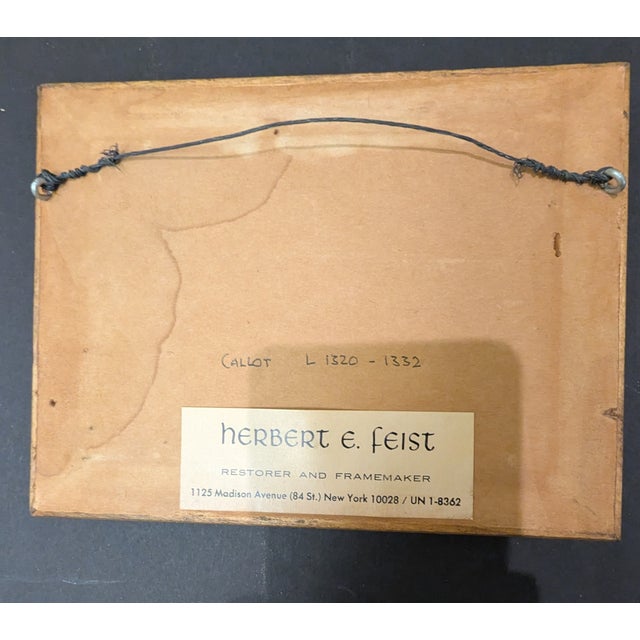 CALLOT L 1320 - 1332
herbert e. feist
RESTORER AND FRAMEMAKER
1125 Madison Avenue (84 St.) New York 10028 / UN 1-8362